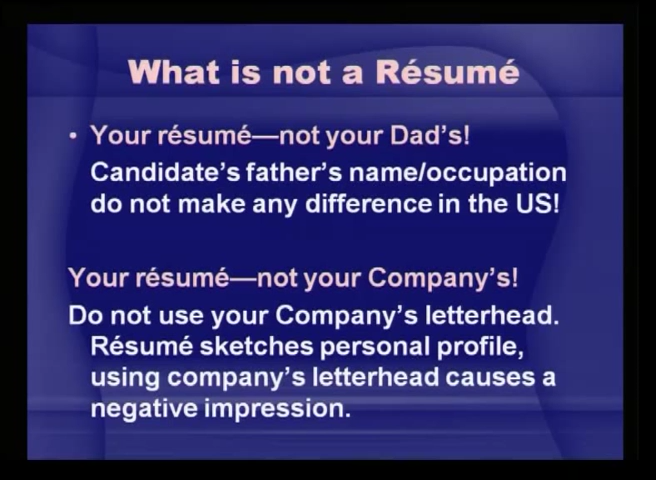 What is not a Résumé
• Your résumé—not your Dad's!
Candidate's father's name/occupation
do not make any difference in the US!
Your résumé—not your Company's!
Do not use your Company's letterhead.
Résumé sketches personal profile,
using company's letterhead causes a
negative impression.